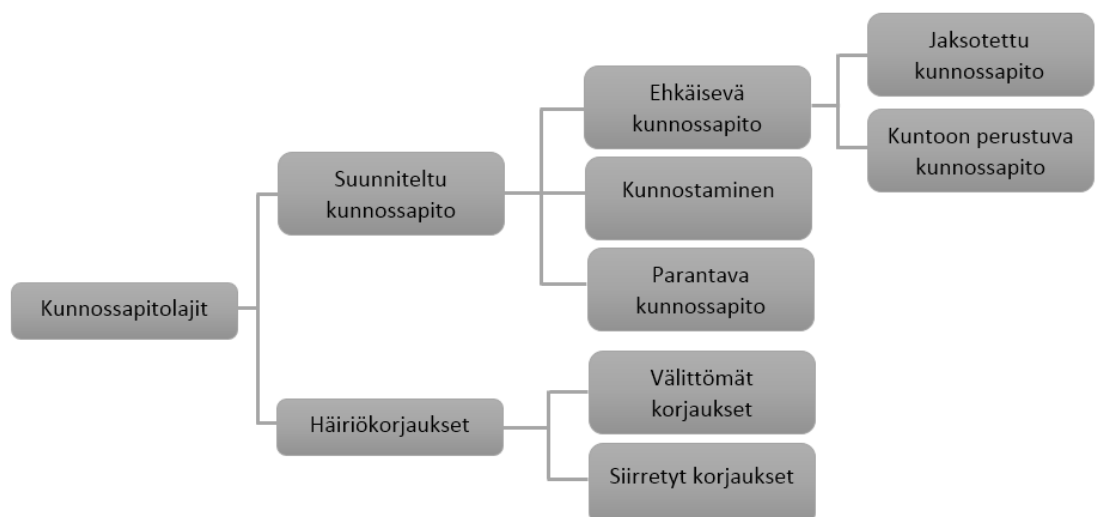 Jaksotettu
kunnossapito
Ehkäisevä
kunnossapito
Kuntoon perustuva
kunnossapito
Suunniteltu
kunnossapito
Kunnostaminen
Parantava
kunnossapito
Kunnossapitolajit
Välittömät
korjaukset
Häiriökorjaukset
Siirretyt korjaukset